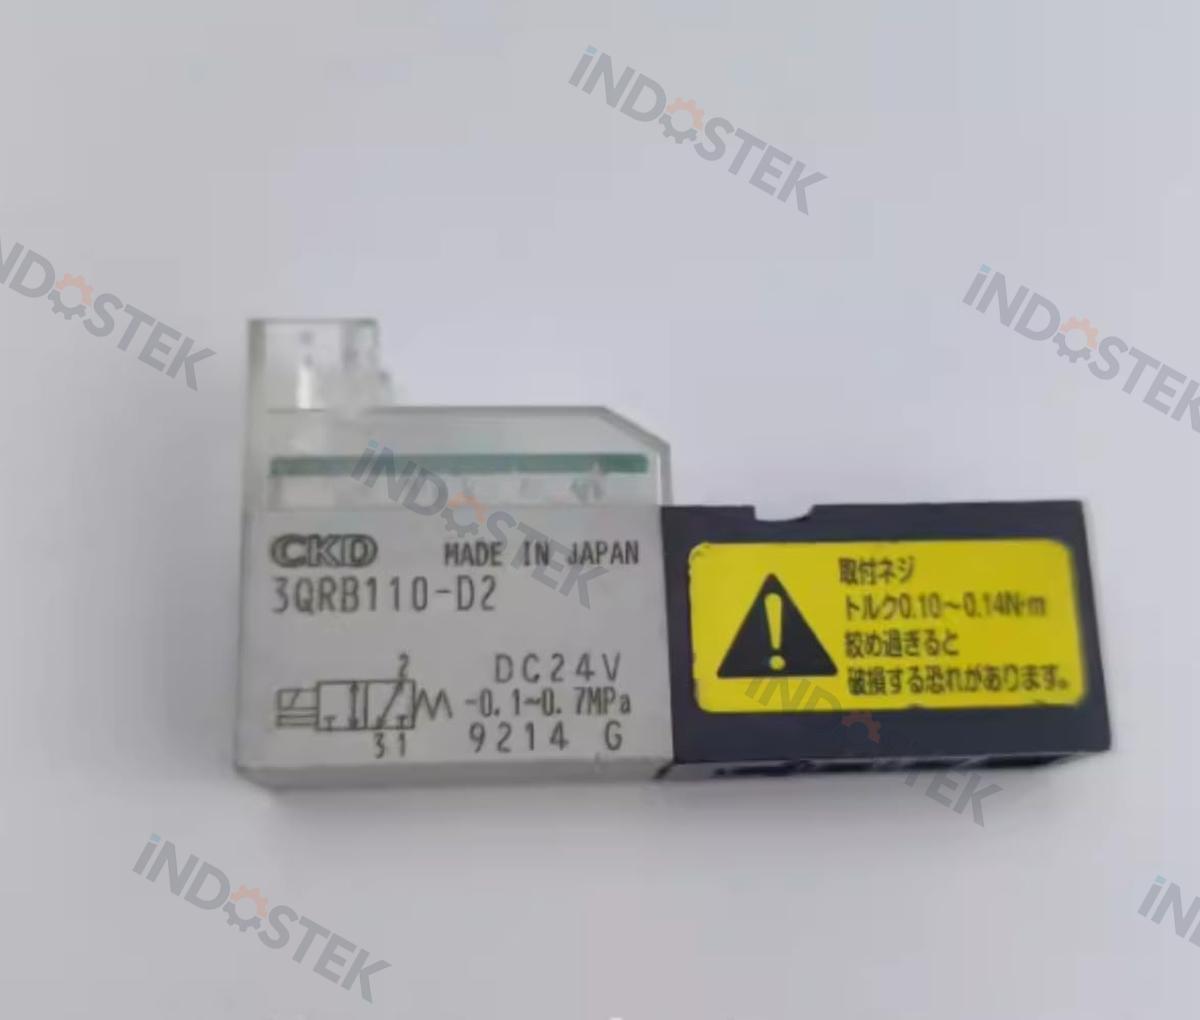 CKD MADE IN JAPAN
3QRB110-D2
2 DC24V
-0.1~0.7MPa
3 1 9214 G
取付ネジ
トルク0.10~0.14N·m
絞め過ぎると
破損する恐れがあります。
iNDOSTEK
iNDOSTEK
iNDOSTEK
iNDOSTEK
iNDOSTEK
iNDOSTEK